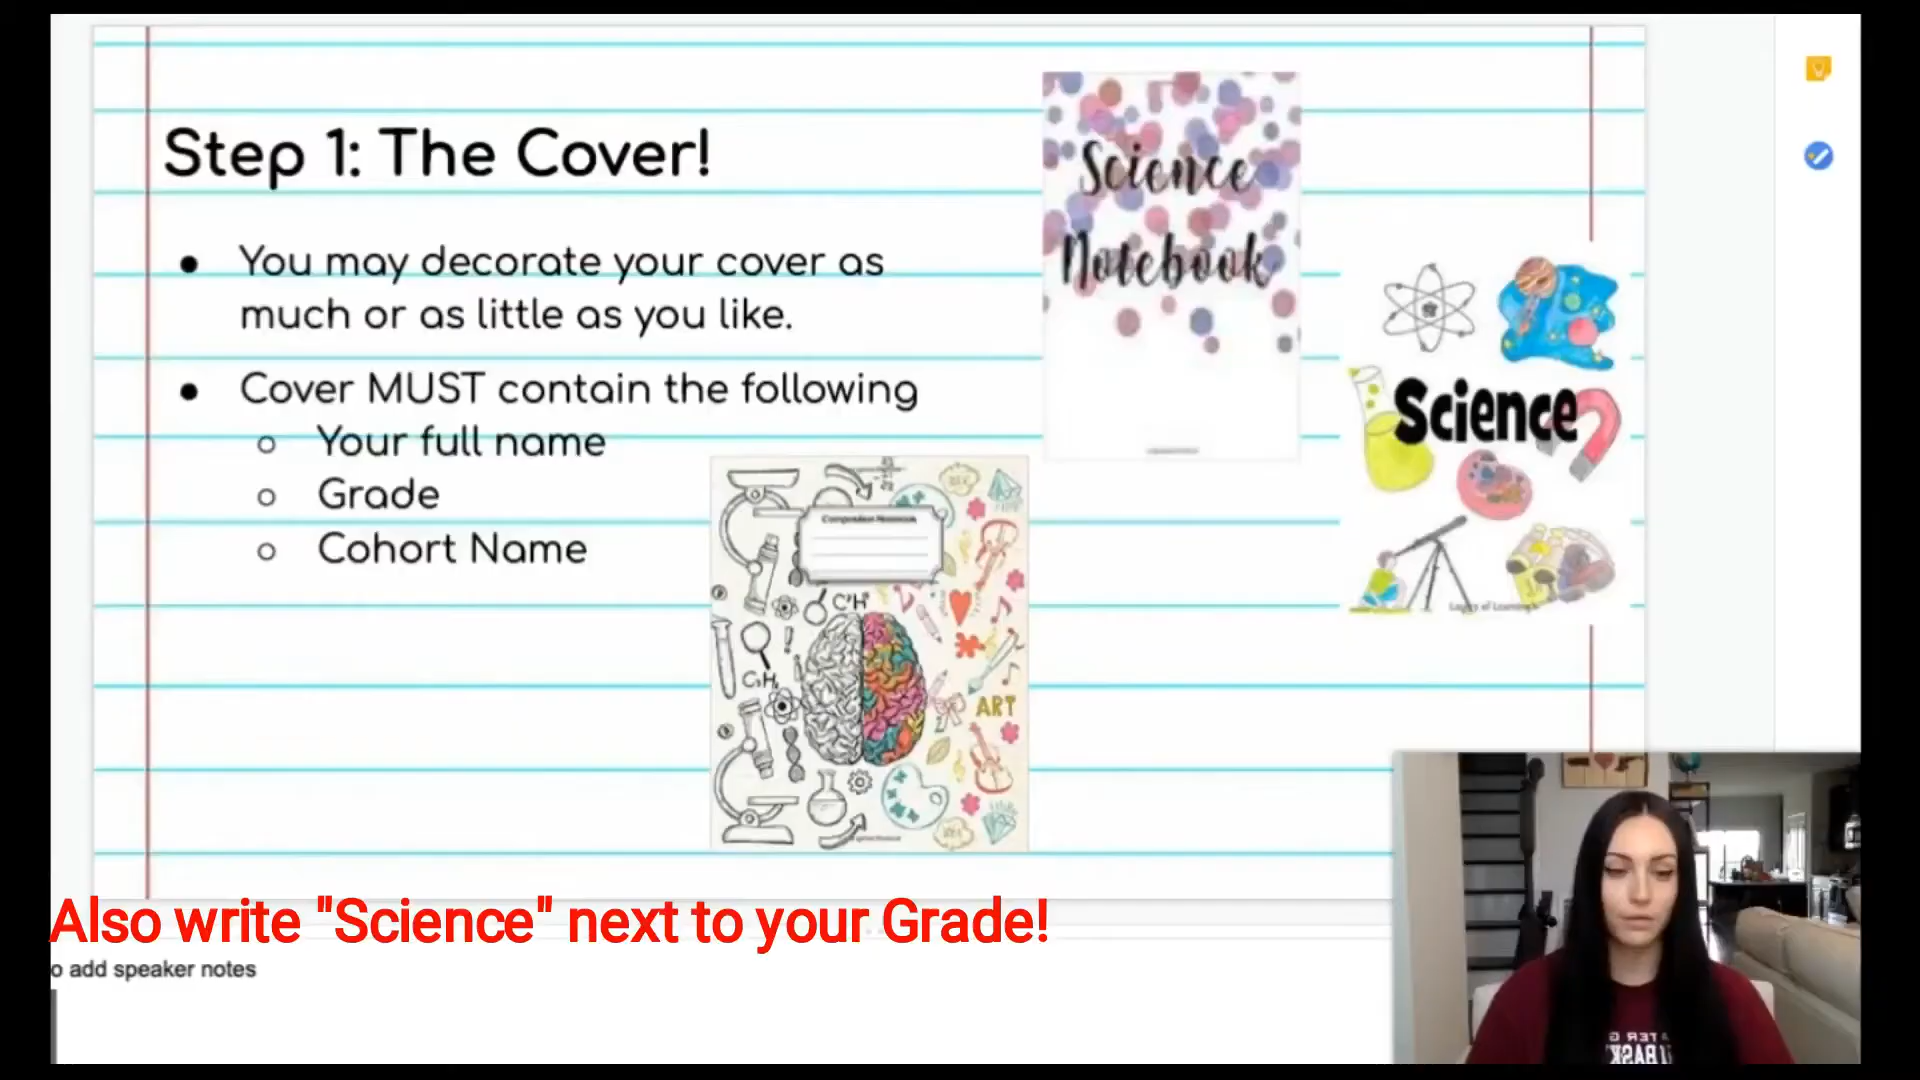 Step 1: The Cover!
You may decorate your cover as
much or as little as you like.
Cover MUST contain the following
Your full name
Grade
Cohort Name
Science
Notebook
Science
Composition Notebook
ART
Also write "Science" next to your Grade!
o add speaker notes